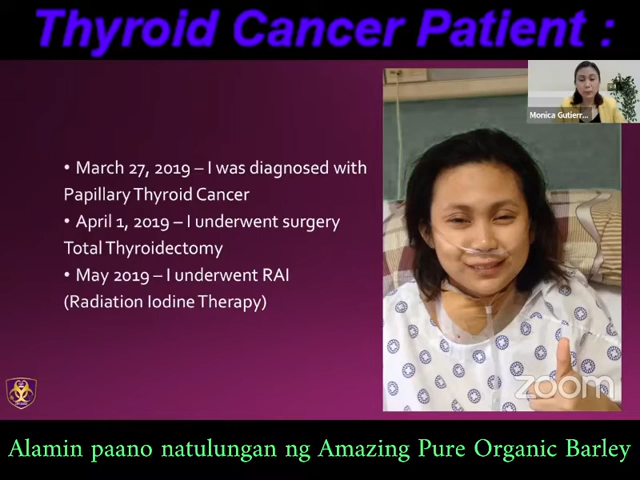 Thyroid Cancer Patient :
Monica Gutierr...
• March 27, 2019 – I was diagnosed with
Papillary Thyroid Cancer
• April 1, 2019 – I underwent surgery
Total Thyroidectomy
• May 2019 – I underwent RAI
(Radiation Iodine Therapy)
zoom
Alamin paano natulungan ng Amazing Pure Organic Barley